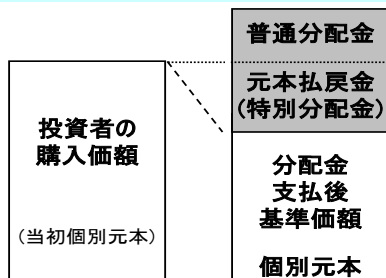 普通分配金
元本払戻金
(特別分配金)
投資者の
購入価額
(当初個別元本)
分配金
支払後
基準価額
個別元本